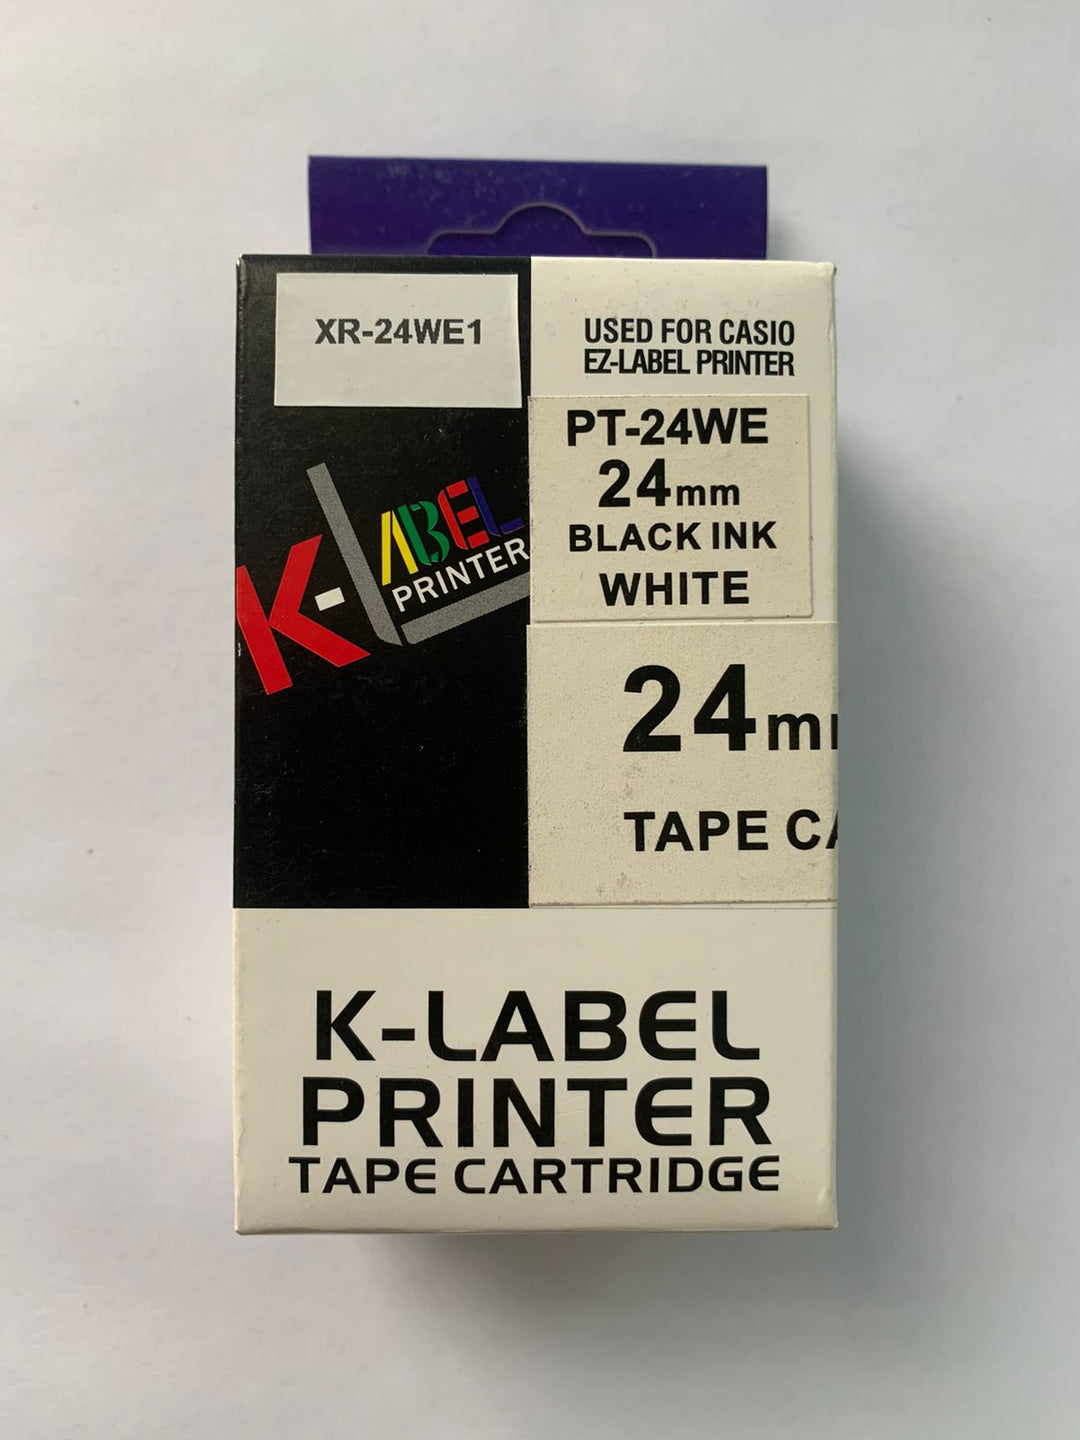 XR-24WE1
USED FOR CASIO
EZ-LABEL PRINTER
PT-24WE
24mm
BLACK INK
WHITE
K-LABEL
PRINTER
24m
TAPE
K-LABEL
PRINTER
TAPE CARTRIDGE